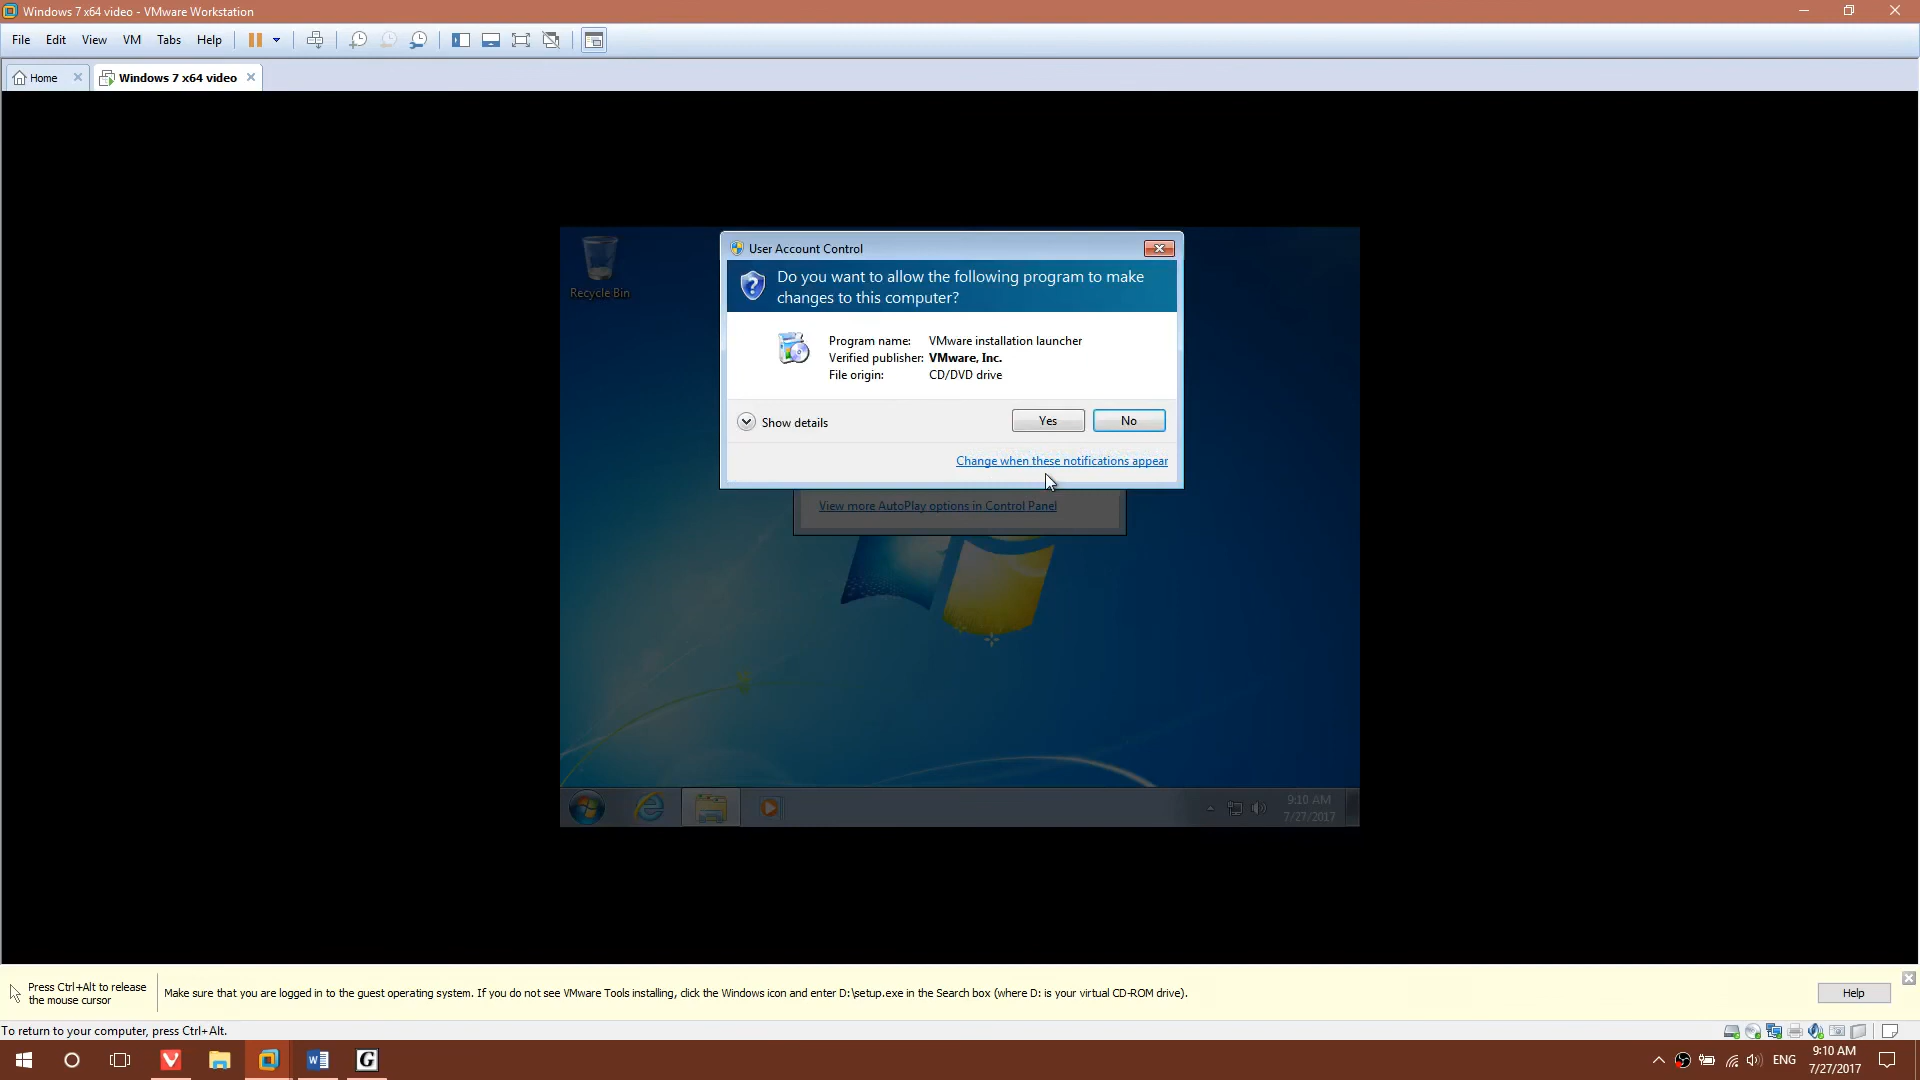 Windows 7 x64 video - VMware Workstation
File Edit View VM Tabs Help
Home
Windows 7 x64 video
Recycle Bin
User Account Control
Do you want to allow the following program to make
changes to this computer?
Program name: VMware installation launcher
Verified publisher: VMware, Inc.
File origin: CD/DVD drive
Show details
Yes
No
Change when these notifications appear
View more AutoPlay options in Control Panel
9:10 AM
7/27/2017
Press Ctrl+Alt to release
the mouse cursor
Make sure that you are logged in to the guest operating system. If you do not see VMware Tools installing, click the Windows icon and enter D:\setup.exe in the Search box (where D: is your virtual CD-ROM drive).
Help
To return to your computer, press Ctrl+Alt.
ENG
9:10 AM
7/27/2017